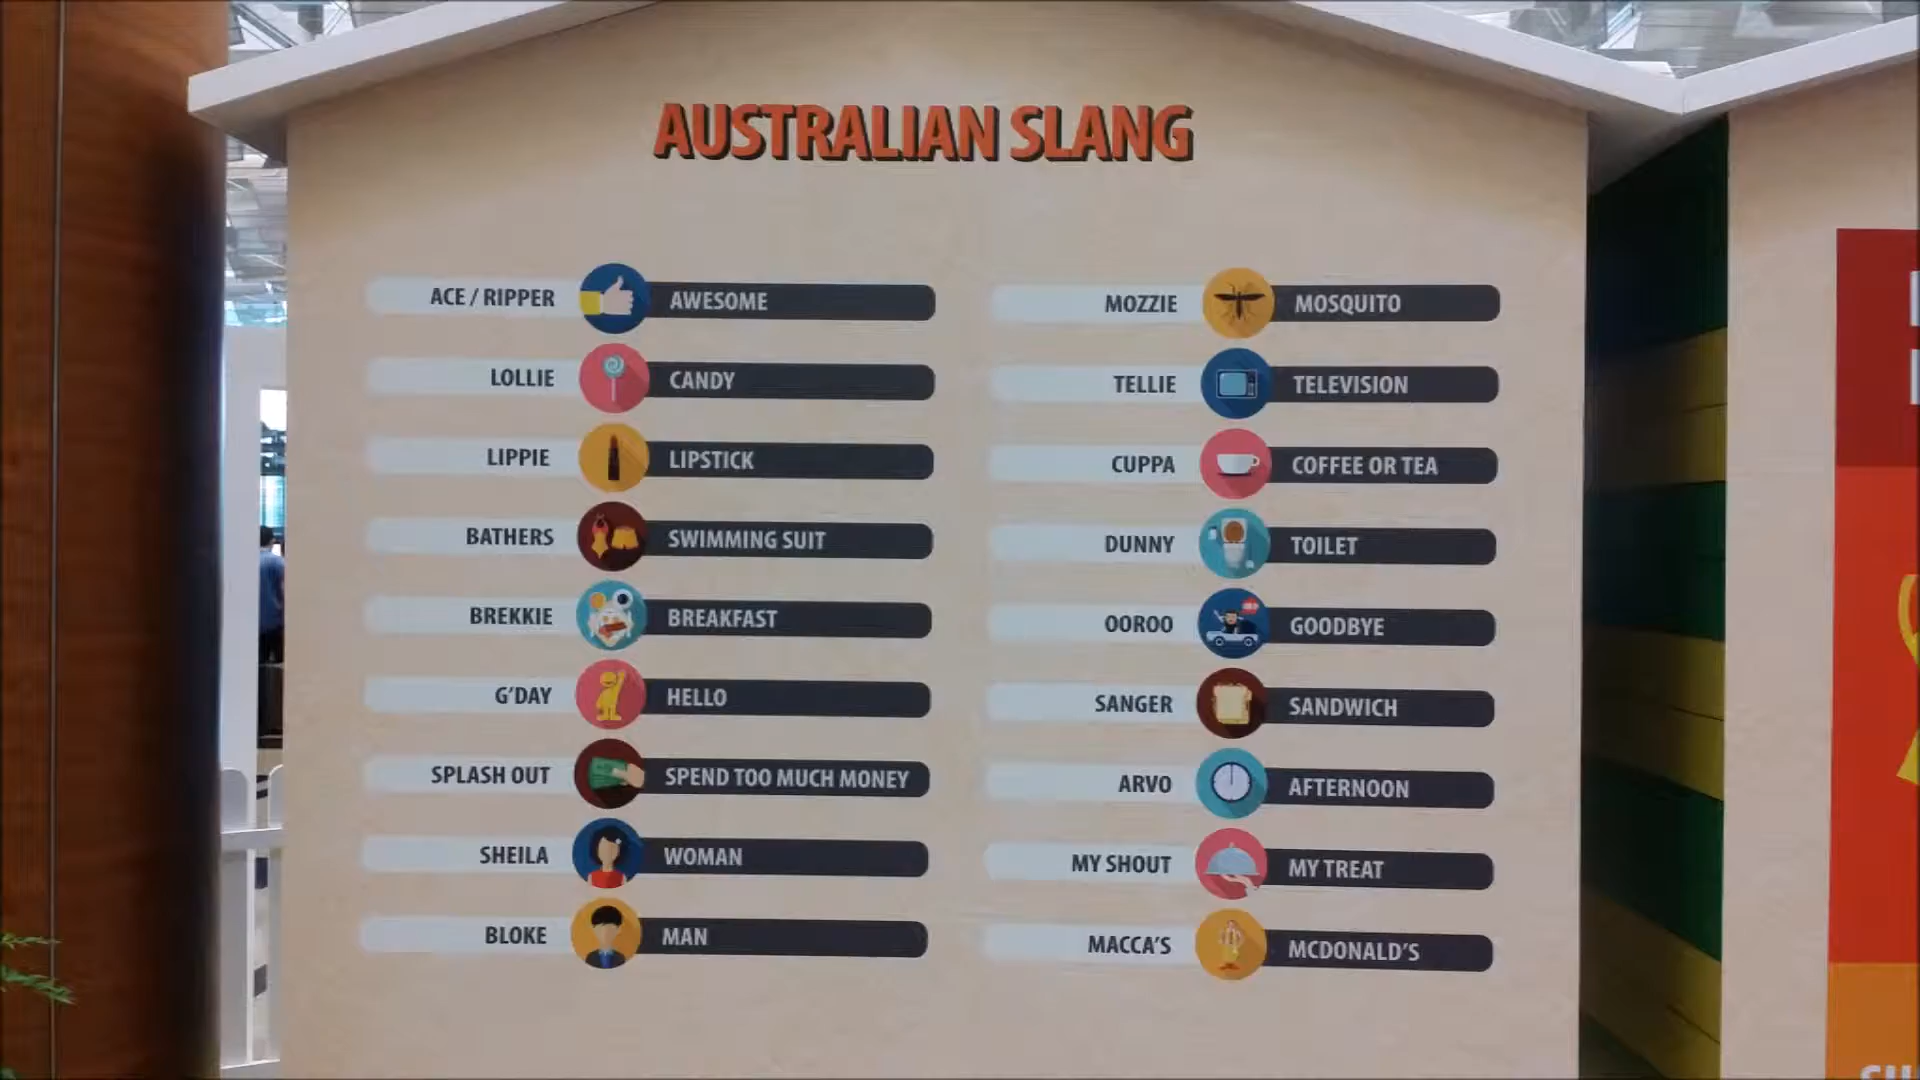 AUSTRALIAN SLANG
ACE / RIPPER AWESOME
LOLLIE CANDY
LIPPIE LIPSTICK
BATHERS SWIMMING SUIT
BREKKIE BREAKFAST
G'DAY HELLO
SPLASH OUT SPEND TOO MUCH MONEY
SHEILA WOMAN
BLOKE MAN
MOZZIE MOSQUITO
TELLIE TELEVISION
CUPPA COFFEE OR TEA
DUNNY TOILET
OOROO GOODBYE
SANGER SANDWICH
ARVO AFTERNOON
MY SHOUT MY TREAT
MACCA'S MCDONALD'S